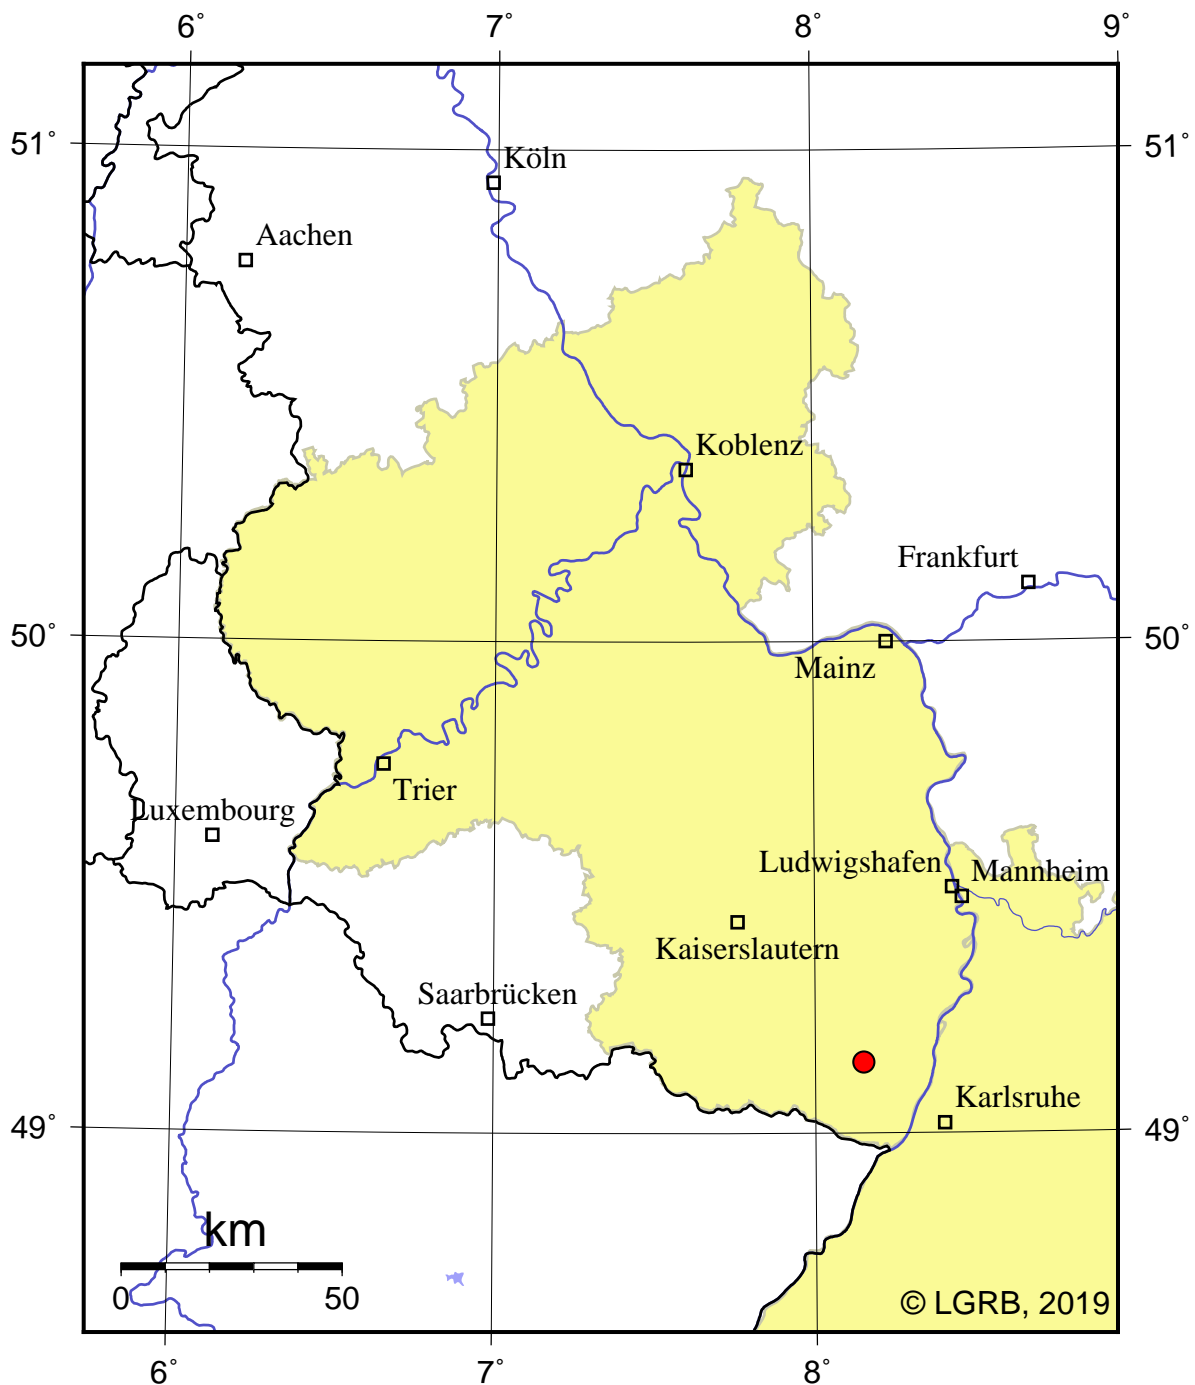 6° 7° 8° 9°
51° 51°
Köln
Aachen
Koblenz
Frankfurt
50° 50°
Mainz
Trier
Luxembourg
Ludwigshafen
Mannheim
Kaiserslautern
Saarbrücken
Karlsruhe
49° 49°
km
0 50
© LGRB, 2019
6° 7° 8°